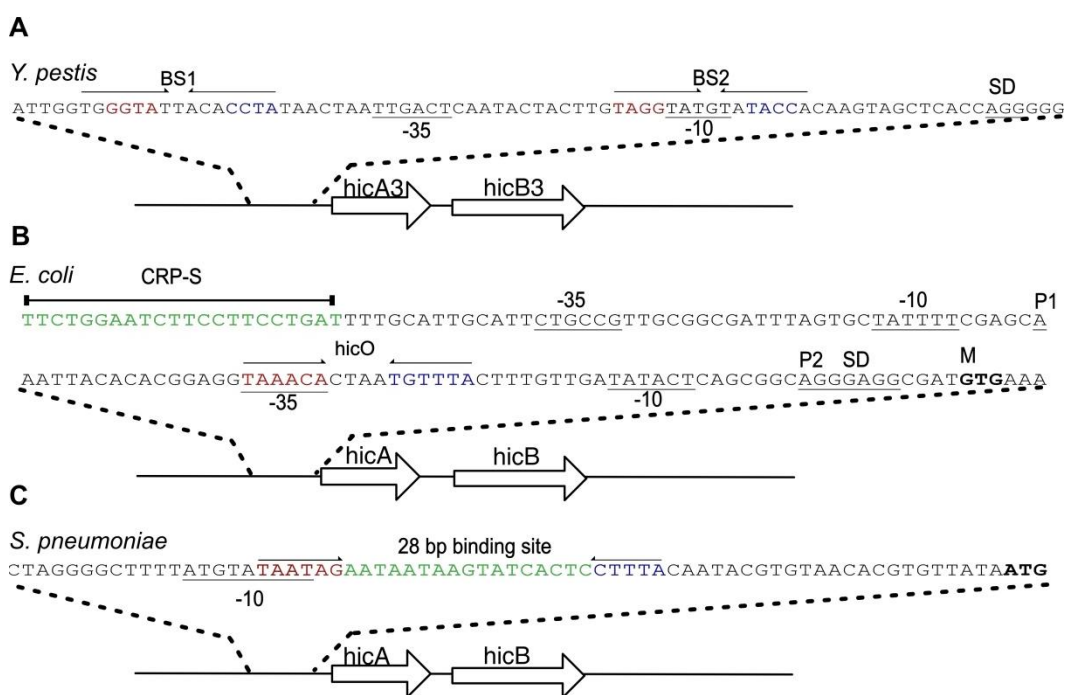 A
Y. pestis
BS1 BS2 SD
ATTGGTGGGTATTACACCTATAACTAATTGACTCAATACTACTTGTAGGTATGTATACCACAAGTAGCTCACCAGGGGG
-35 -10
hicA3 hicB3
B
E. coli
CRP-S -35 -10 P1
TTCTGGAATCTTCCTTCCTGATTTTGCATTGCATTCTGCCGTTGCGGCGATTTAGTGCTATTTTCGAGCA
hicO P2 SD M
AATTACACACGGAGGTAAACACTAATGTTTACTTTGTTGATATACTCAGCGGCAGGGAGGCGATGTGAAA
-35 -10
hicA hicB
C
S. pneumoniae
28 bp binding site
CTAGGGGCTTTTATGTATAATAGAATAATAAGTATCACTCCCTTTACAATACGTGTAACACGTGTTATAATG
-10
hicA hicB